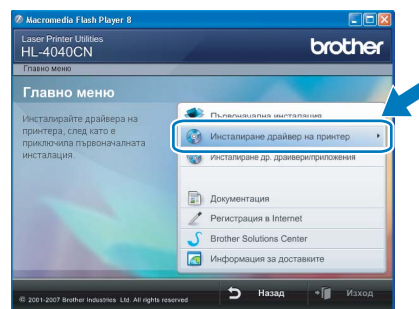 Macromedia Flash Player 8
Laser Printer Utilities
HL-4040CN
brother
Главно меню
Главно меню
Инсталирайте драйвера на
принтера, след като е
приключила първоначалната
инсталация.
Първоначална инсталация
Инсталиране драйвер на принтер
Инсталиране др. драйвери/приложения
Документация
Регистрация в Internet
Brother Solutions Center
Информация за доставките
© 2001-2007 Brother Industries Ltd. All rights reserved
Назад
Изход